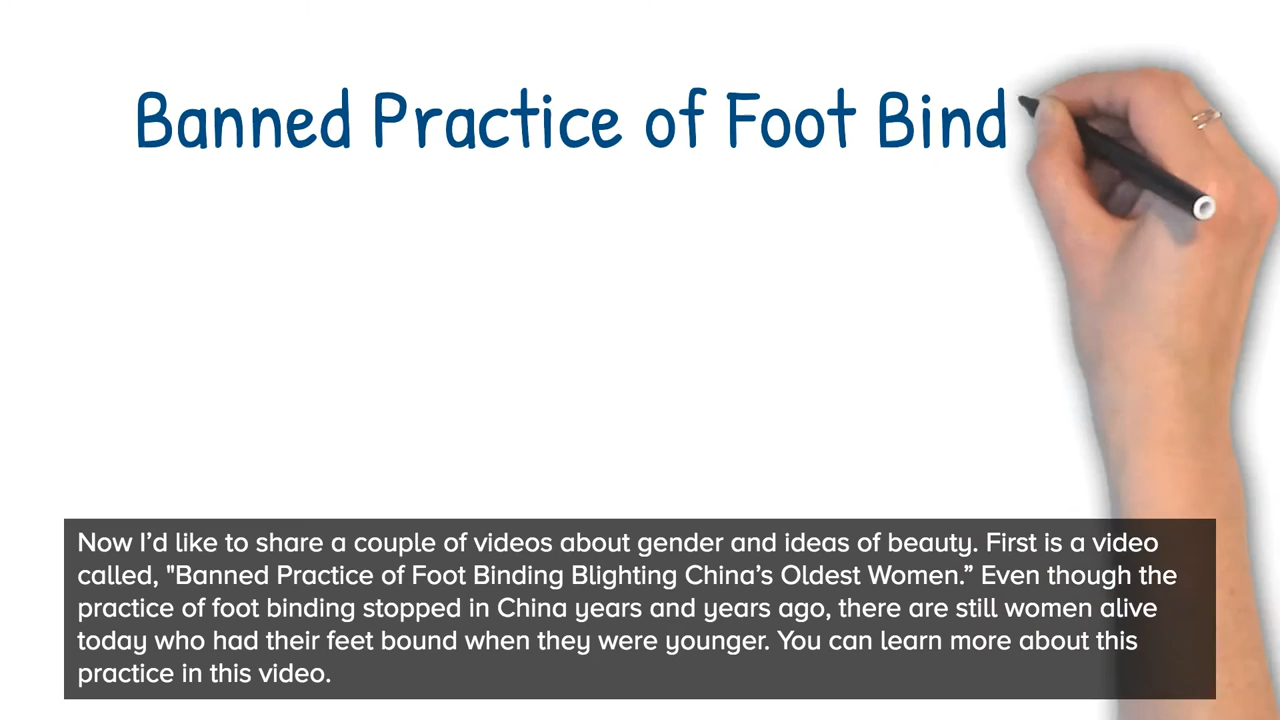 Banned Practice of Foot Bind
Now I’d like to share a couple of videos about gender and ideas of beauty. First is a video
called, "Banned Practice of Foot Binding Blighting China’s Oldest Women.” Even though the
practice of foot binding stopped in China years and years ago, there are still women alive
today who had their feet bound when they were younger. You can learn more about this
practice in this video.